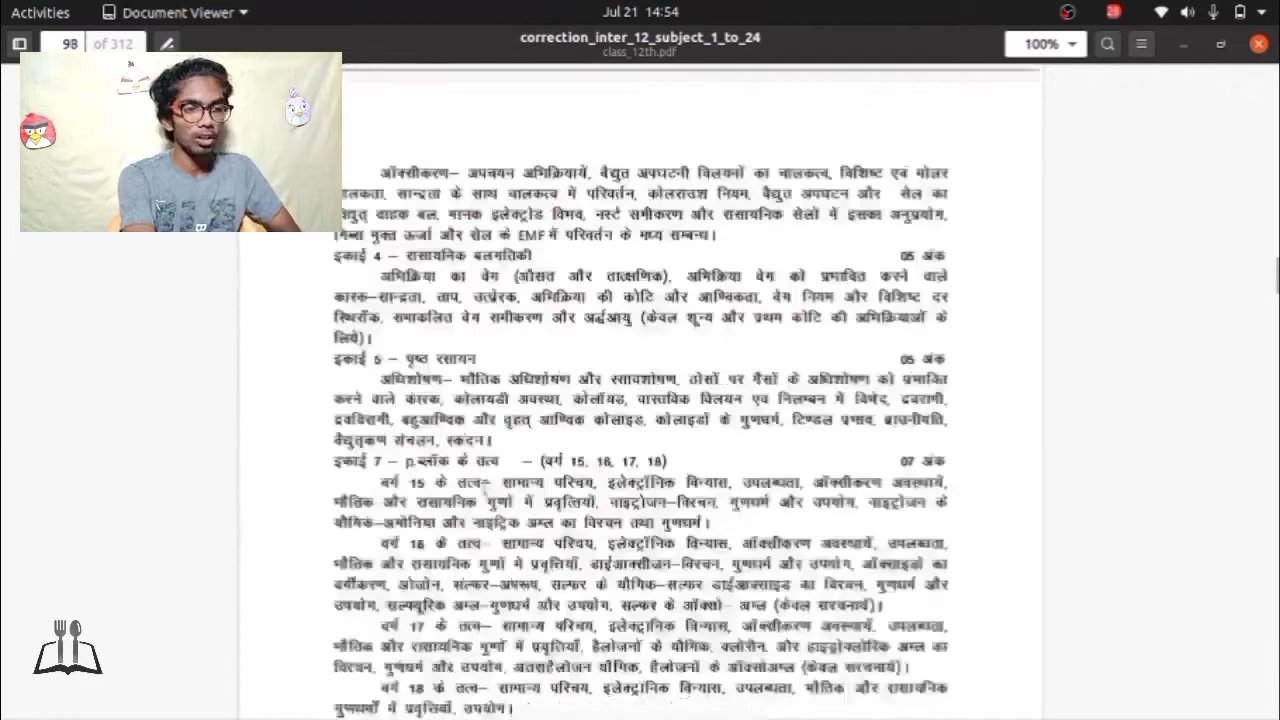 Activities
Document Viewer
Jul 21 14:54
28
98 of 312
correction_inter_12_subject_1_to_24
class_12th.pdf
100%
ऑक्सीकरण– अपचयन अभिक्रियायें, वैद्युत अपघटनी विलयनों का चालकत्व, विशिष्ट एवं मोलर
चालकता, सान्द्रता के साथ चालकत्व में परिवर्तन, कोलराउश नियम, वैद्युत अपघटन और सेल का
विद्युत् वाहक बल, मानक इलेक्ट्रोड विभव, नर्स्ट समीकरण और रासायनिक सेलों में इसका अनुप्रयोग,
गिब्स मुक्त ऊर्जा और सेल के EMF में परिवर्तन के मध्य सम्बन्ध।
इकाई 4 – रासायनिक बलगतिकी 05 अंक
अभिक्रिया का वेग (औसत और तात्क्षणिक), अभिक्रिया वेग को प्रभावित करने वाले
कारक–सान्द्रता, ताप, उत्प्रेरक, अभिक्रिया की कोटि और आण्विकता, वेग नियम और विशिष्ट दर
स्थिराँक, समाकलित वेग समीकरण और अर्द्धआयु (केवल शून्य और प्रथम कोटि की अभिक्रियाओं के
लिये)।
इकाई 5 – पृष्ठ रसायन 05 अंक
अधिशोषण– भौतिक अधिशोषण और रसावशोषण, ठोसों पर गैसों के अधिशोषण को प्रभावित
करने वाले कारक, कोलायडी अवस्था, कोलॉयड, वास्तविक विलयन एवं निलम्बन में विभेद, द्रवरागी,
द्रवविरागी, बहुआण्विक और वृहत् आण्विक कोलाइड, कोलाइडों के गुणधर्म, टिण्डल प्रभाव, ब्राउनीगति,
वैद्युतकण संचलन, स्कंदन।
इकाई 7 – p ब्लॉक के तत्व – (वर्ग 15, 16, 17, 18) 07 अंक
वर्ग 15 के तत्व– सामान्य परिचय, इलेक्ट्रॉनिक विन्यास, उपलब्धता, ऑक्सीकरण अवस्थायें,
भौतिक और रासायनिक गुणों में प्रवृत्तियाँ, नाइट्रोजन–विरचन, गुणधर्म और उपयोग, नाइट्रोजन के
यौगिक–अमोनिया और नाइट्रिक अम्ल का विरचन तथा गुणधर्म।
वर्ग 16 के तत्व– सामान्य परिचय, इलेक्ट्रॉनिक विन्यास, ऑक्सीकरण अवस्थायें, उपलब्धता,
भौतिक और रासायनिक गुणों में प्रवृत्तियाँ, डाईआक्सीजन–विरचन, गुणधर्म और उपयोग, ऑक्साइडों का
वर्गीकरण, ओजोन, सल्फर–अपरूप, सल्फर के यौगिक–सल्फर डाईआक्साइड का विरचन, गुणधर्म और
उपयोग, सल्फ्यूरिक अम्ल–गुणधर्म और उपयोग, सल्फर के ऑक्सो– अम्ल (केवल संरचनायें)।
वर्ग 17 के तत्व– सामान्य परिचय, इलेक्ट्रॉनिक विन्यास, ऑक्सीकरण अवस्थायें, उपलब्धता,
भौतिक और रासायनिक गुणों में प्रवृत्तियाँ, हैलोजनों के यौगिक, क्लोरीन, और हाइड्रोक्लोरिक अम्ल का
विरचन, गुणधर्म और उपयोग, अंतराहैलोजन यौगिक, हैलोजनों के ऑक्सोअम्ल (केवल संरचनायें)।
वर्ग 18 के तत्व– सामान्य परिचय, इलेक्ट्रॉनिक विन्यास, उपलब्धता, भौतिक और रासायनिक
गुणधर्मों में प्रवृत्तियाँ, उपयोग।